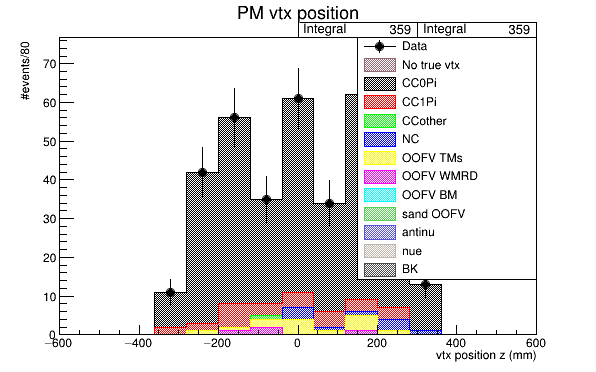 PM vtx position
Integral 359 Integral 359
#events/80
70
60
50
40
30
20
10
0
Data
No true vtx
CC0Pi
CC1Pi
CCother
NC
OOFV TMs
OOFV WMRD
OOFV BM
sand OOFV
antinu
nue
BK
−600 −400 −200 0 200 400 600
vtx position z (mm)